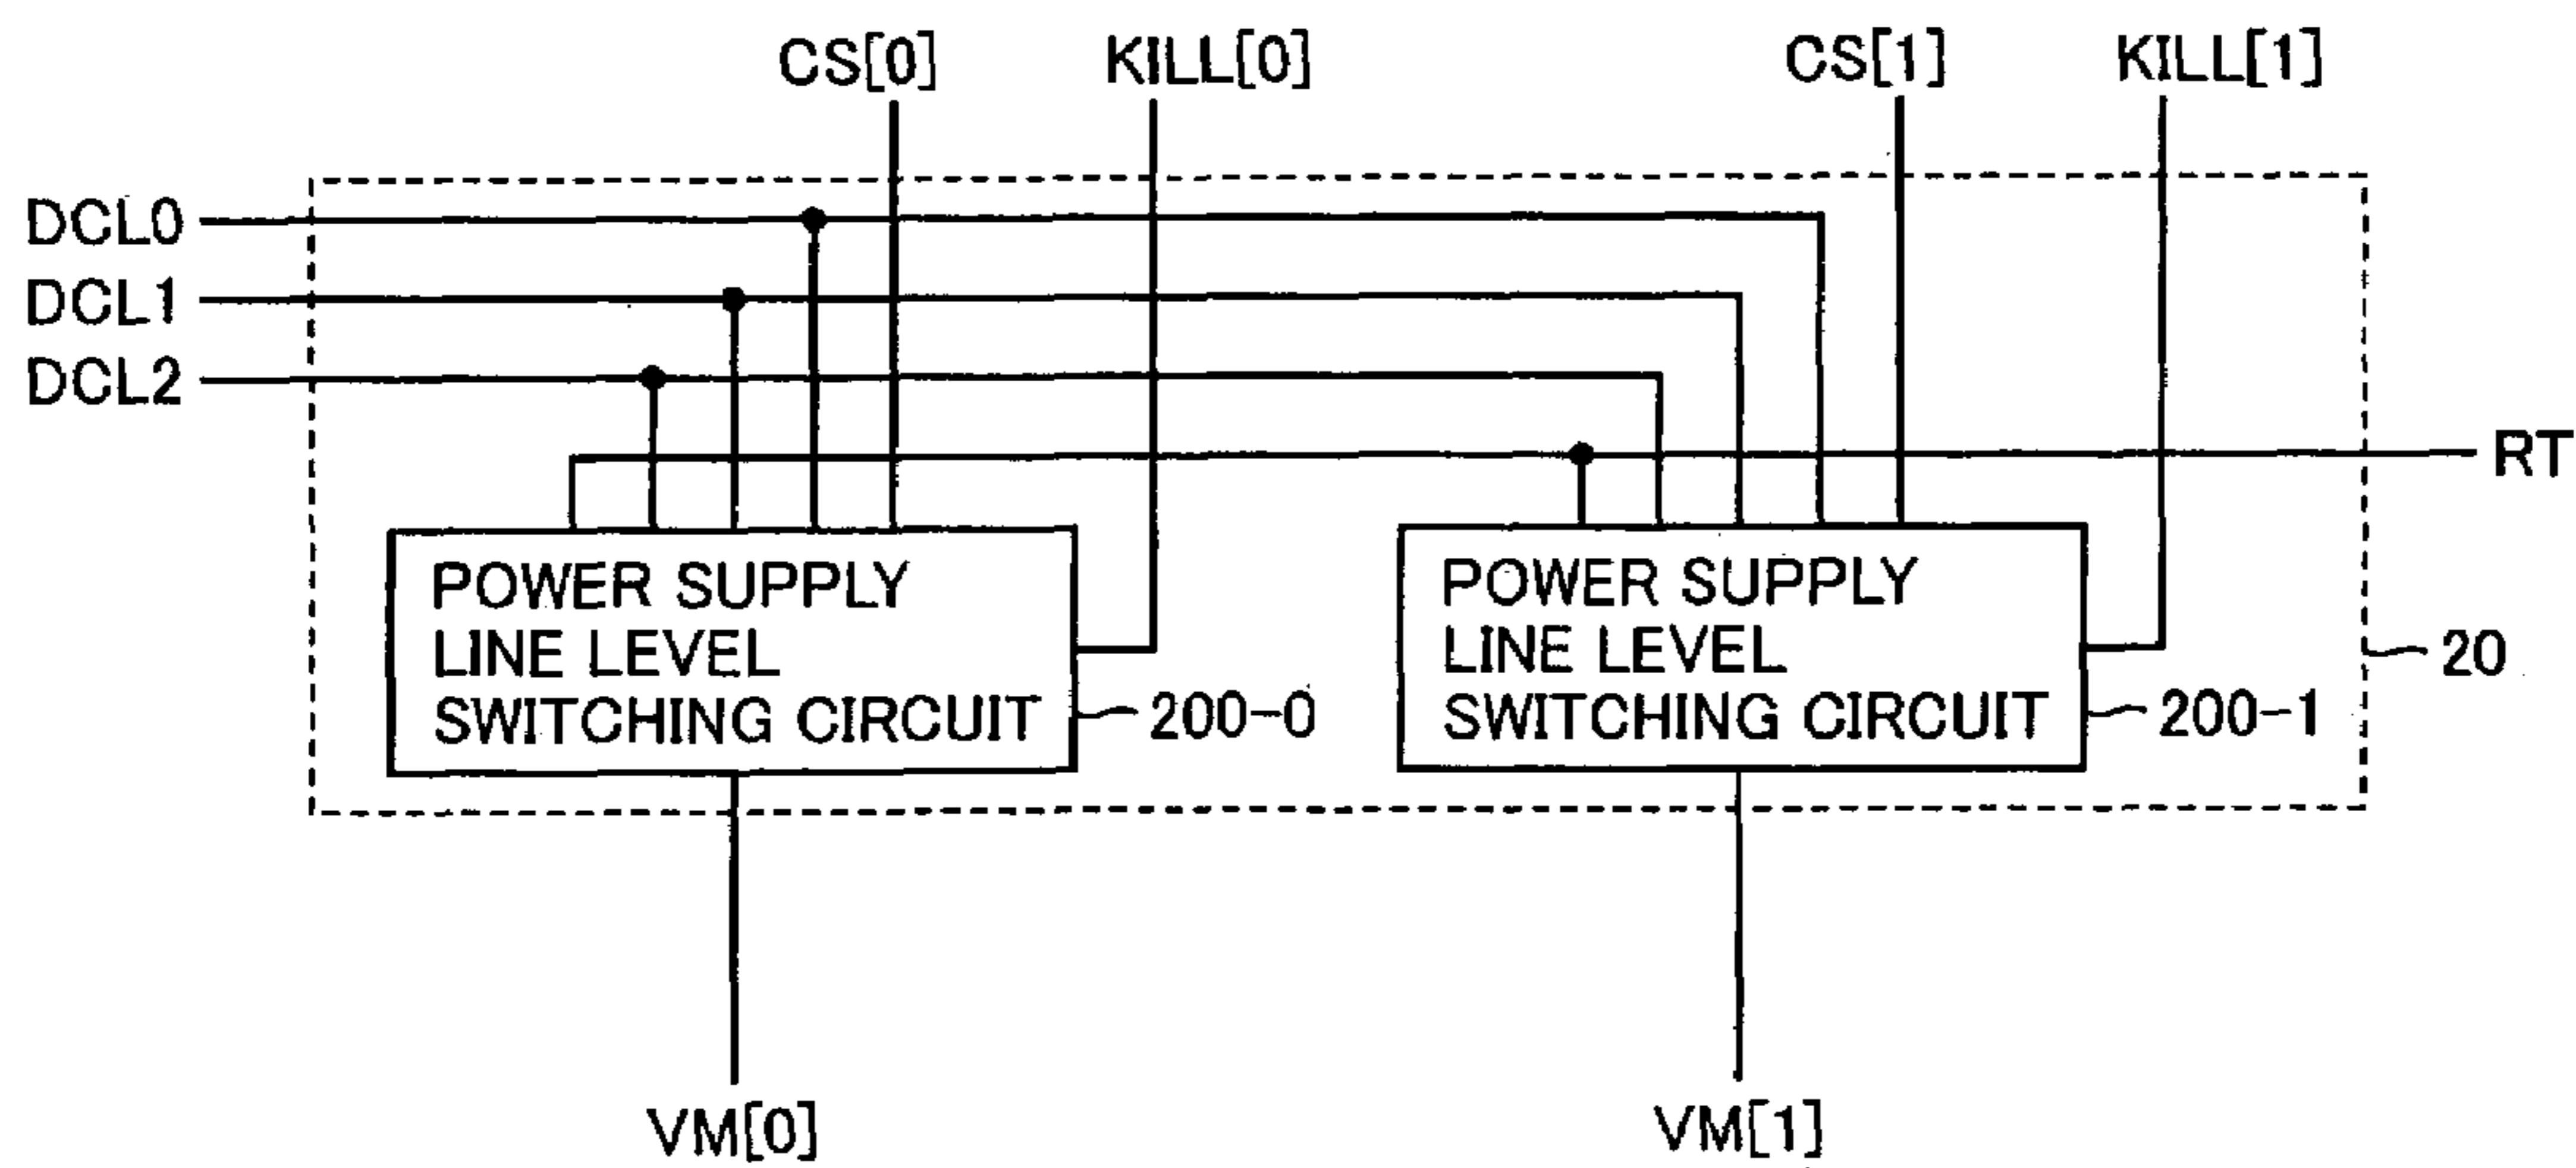 CS[0] KILL[0] CS[1] KILL[1]
DCL0
DCL1
DCL2
RT
POWER SUPPLY
LINE LEVEL
SWITCHING CIRCUIT
200-0
POWER SUPPLY
LINE LEVEL
SWITCHING CIRCUIT
200-1
20
VM[0] VM[1]